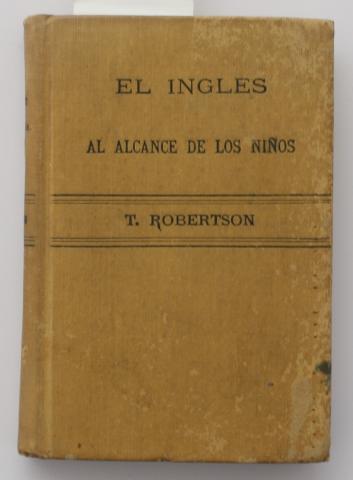 EL INGLES
AL ALCANCE DE LOS NIÑOS
T. ROBERTSON